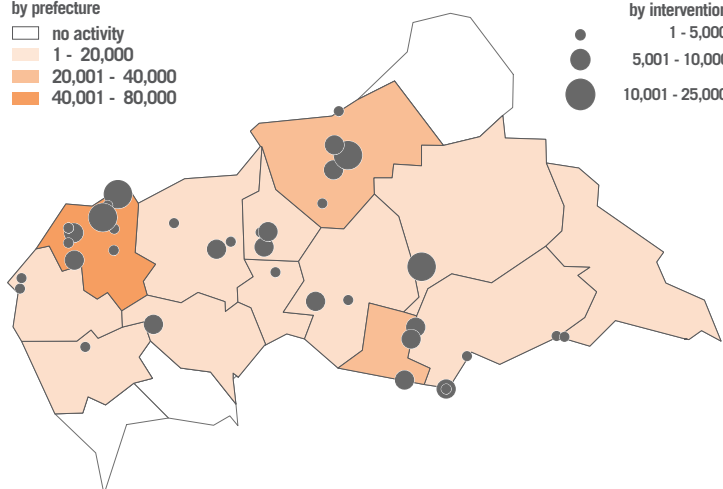 by prefecture
no activity
1 - 20,000
20,001 - 40,000
40,001 - 80,000
by intervention
1 - 5,000
5,001 - 10,000
10,001 - 25,000